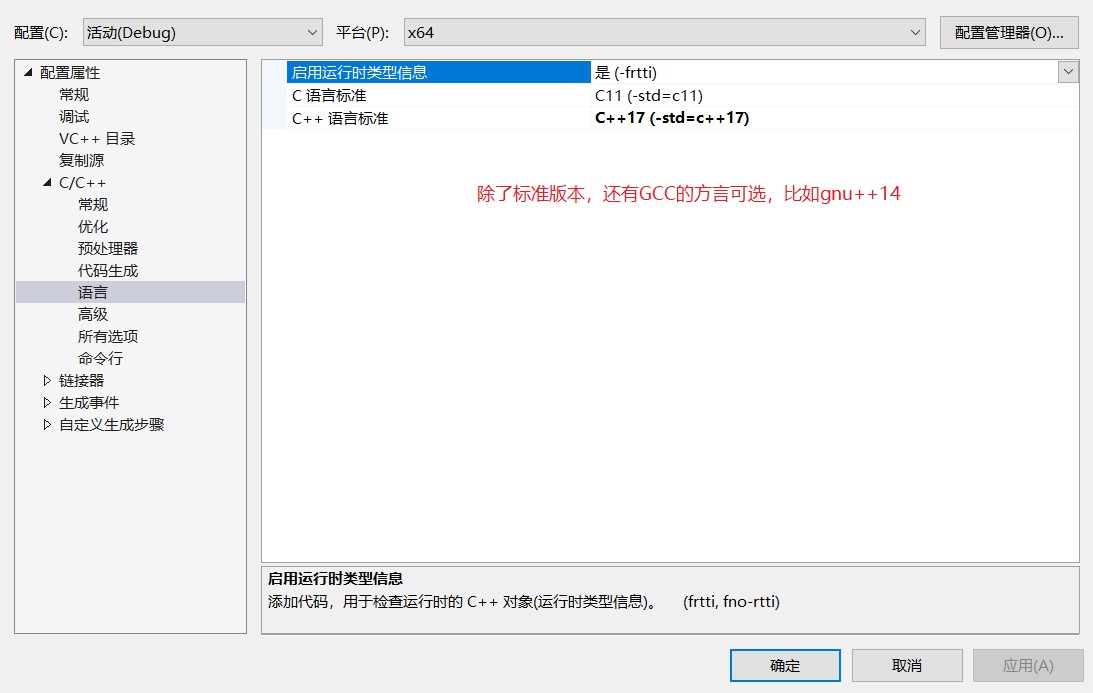 配置(C):
活动(Debug)
平台(P):
x64
配置管理器(O)...
配置属性
常规
调试
VC++ 目录
复制源
C/C++
常规
优化
预处理器
代码生成
语言
高级
所有选项
命令行
链接器
生成事件
自定义生成步骤
启用运行时类型信息 是 (-frtti)
C 语言标准 C11 (-std=c11)
C++ 语言标准 C++17 (-std=c++17)
除了标准版本，还有GCC的方言可选，比如gnu++14
启用运行时类型信息
添加代码，用于检查运行时的 C++ 对象(运行时类型信息)。 (frtti, fno-rtti)
确定
取消
应用(A)